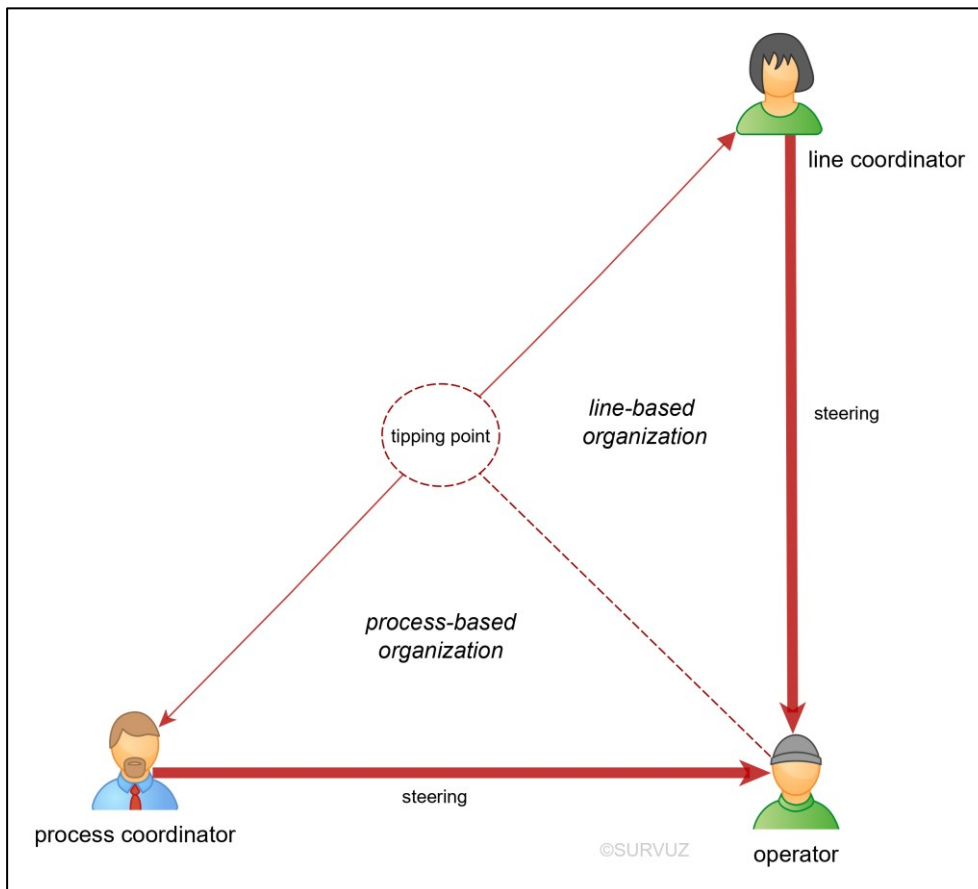 line coordinator
line-based
organization
steering
tipping point
process-based
organization
steering
process coordinator
©SURVUZ
operator